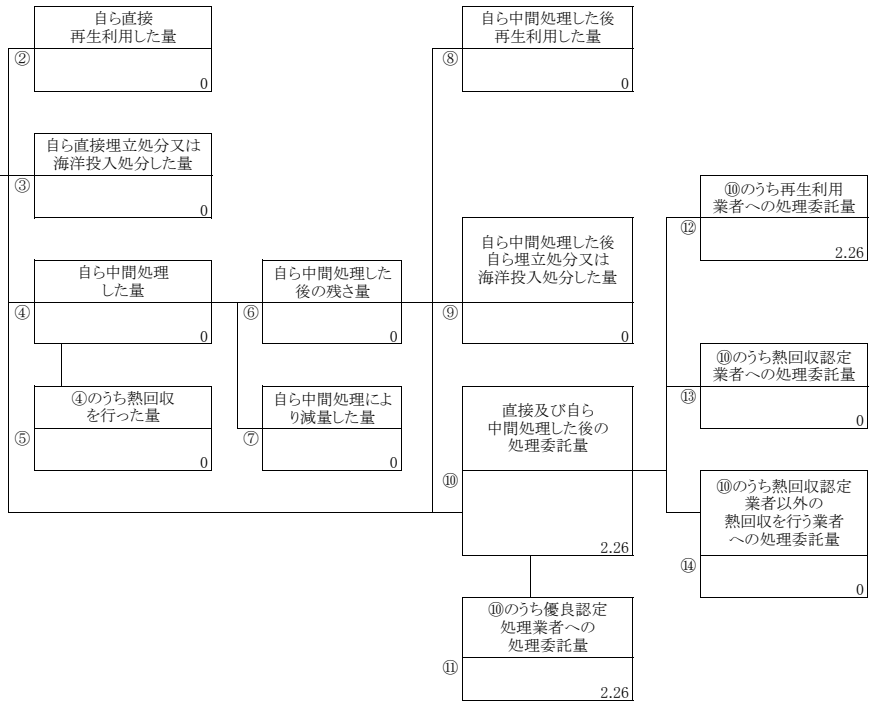 自ら直接
再生利用した量
②
0
自ら直接埋立処分又は
海洋投入処分した量
③
0
自ら中間処理
した量
④
0
④のうち熱回収
を行った量
⑤
0
自ら中間処理した
後の残さ量
⑥
0
自ら中間処理によ
り減量した量
⑦
0
自ら中間処理した後
再生利用した量
⑧
0
自ら中間処理した後
自ら埋立処分又は
海洋投入処分した量
⑨
0
直接及び自ら
中間処理した後の
処理委託量
⑩
2.26
⑩のうち優良認定
処理業者への
処理委託量
⑪
2.26
⑩のうち再生利用
業者への処理委託量
⑫
2.26
⑩のうち熱回収認定
業者への処理委託量
⑬
0
⑩のうち熱回収認定
業者以外の
熱回収を行う業者
への処理委託量
⑭
0